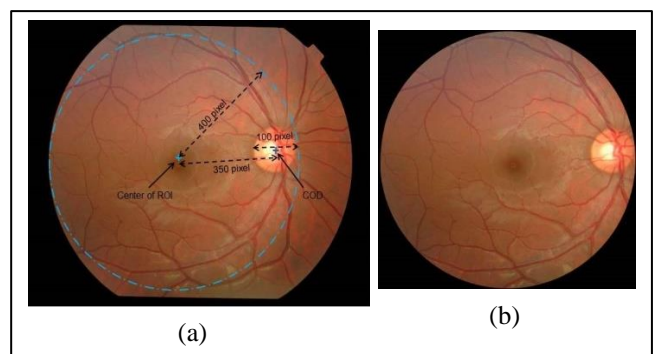 400 pixel
100 pixel
350 pixel
Center of ROI
COD
(a)
(b)